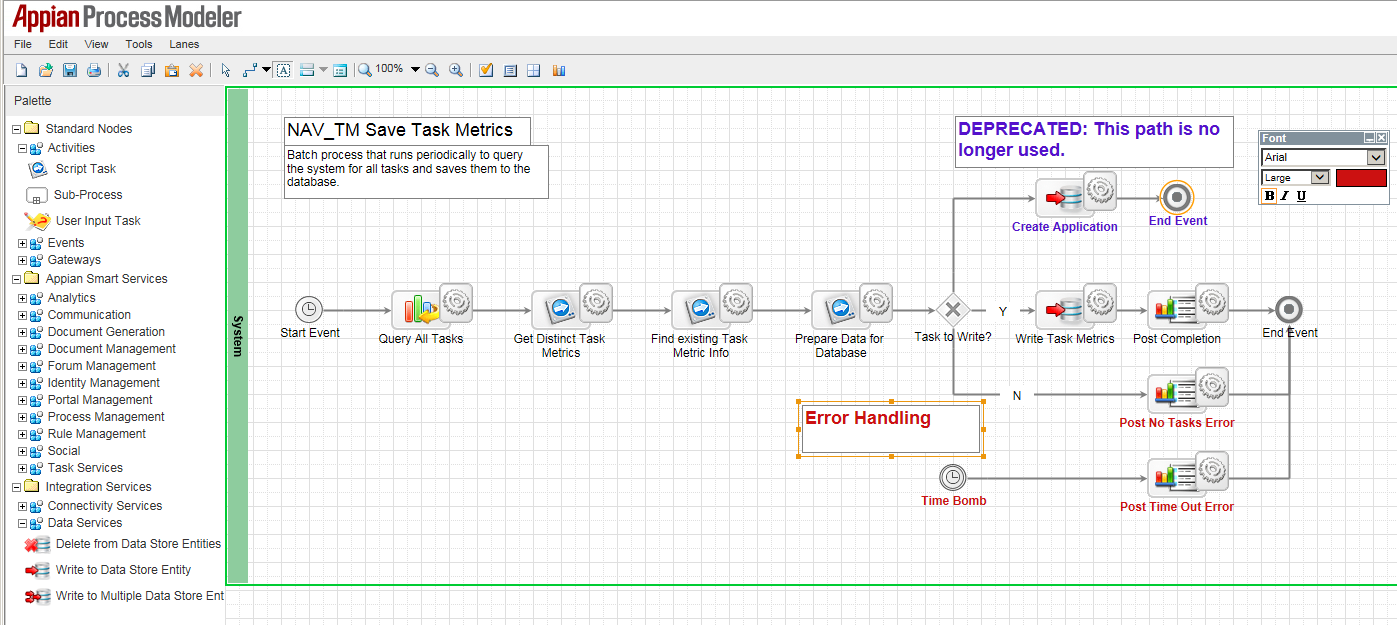 Appian Process Modeler
File Edit View Tools Lanes
100%
Palette
Standard Nodes
Activities
Script Task
Sub-Process
User Input Task
Events
Gateways
Appian Smart Services
Analytics
Communication
Document Generation
Document Management
Forum Management
Identity Management
Portal Management
Process Management
Rule Management
Social
Task Services
Integration Services
Connectivity Services
Data Services
Delete from Data Store Entities
Write to Data Store Entity
Write to Multiple Data Store Ent
System
NAV_TM Save Task Metrics
Batch process that runs periodically to query
the system for all tasks and saves them to the
database.
DEPRECATED: This path is no
longer used.
Font
Arial
Large
B I U
Create Application
End Event
Start Event
Query All Tasks
Get Distinct Task
Metrics
Find existing Task
Metric Info
Prepare Data for
Database
Task to Write?
Y
Write Task Metrics
Post Completion
End Event
N
Post No Tasks Error
Error Handling
Time Bomb
Post Time Out Error